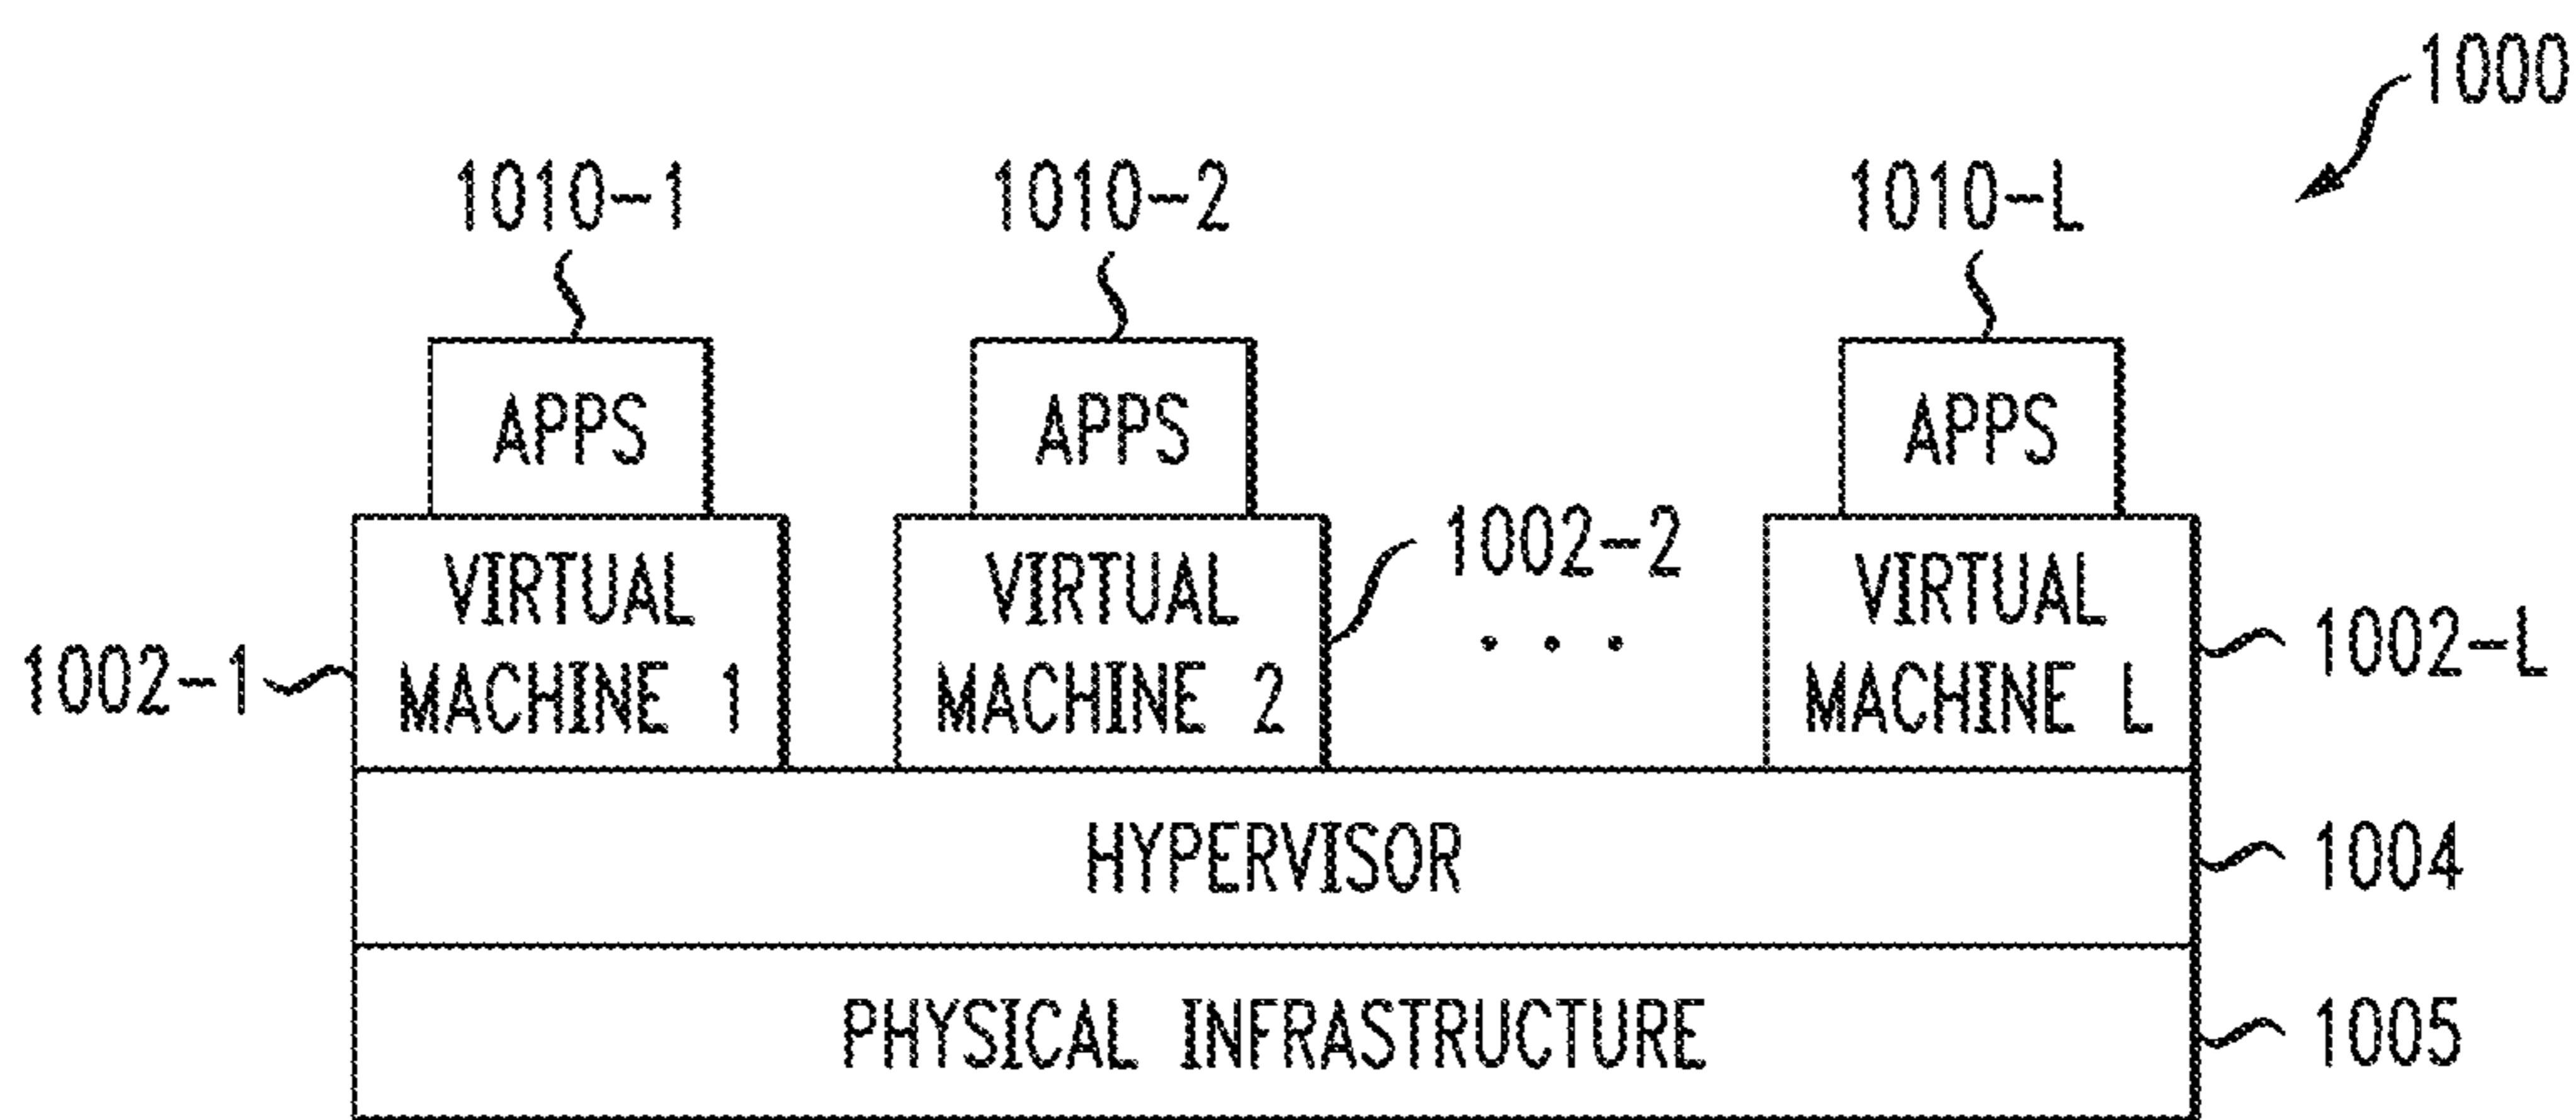 1000
1010-1
1010-2
1010-L
APPS
APPS
APPS
1002-1
VIRTUAL
MACHINE 1
VIRTUAL
MACHINE 2
1002-2
. . .
VIRTUAL
MACHINE L
1002-L
HYPERVISOR
1004
PHYSICAL INFRASTRUCTURE
1005